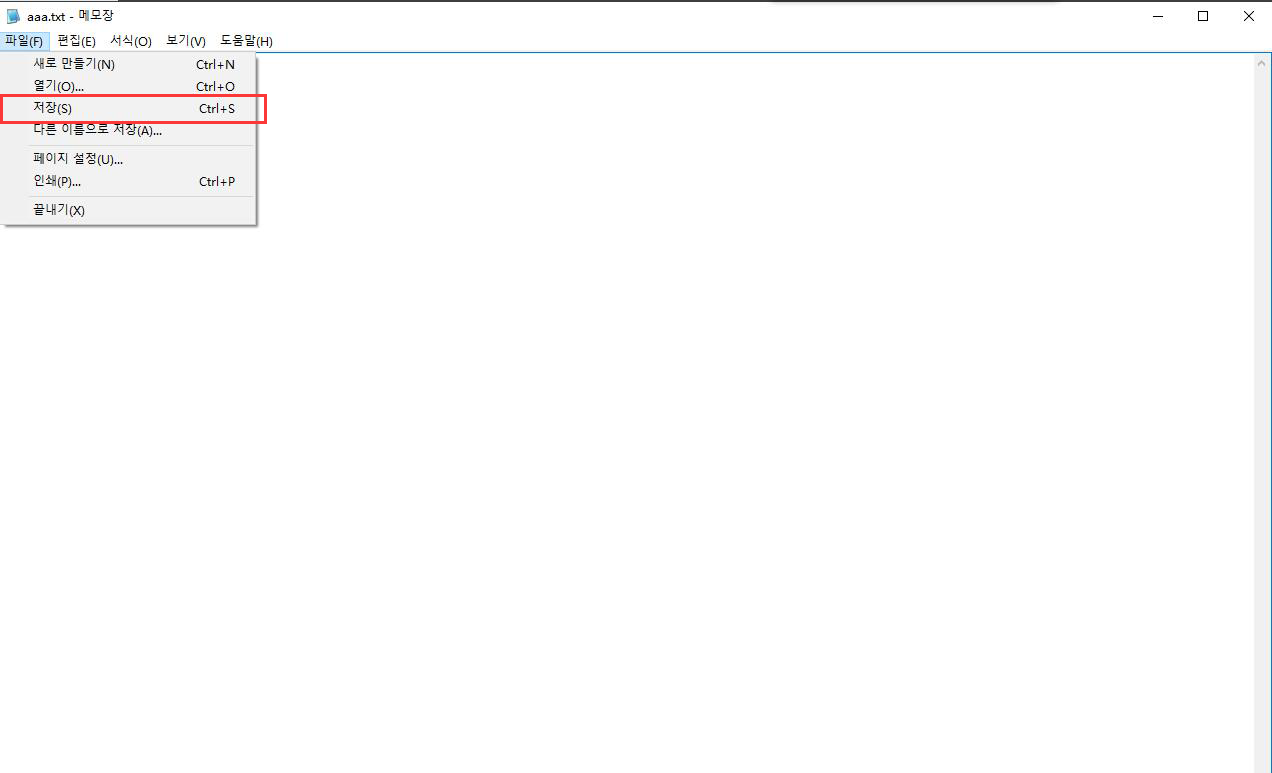 aaa.txt - 메모장
파일(F) 편집(E) 서식(O) 보기(V) 도움말(H)
새로 만들기(N) Ctrl+N
열기(O)... Ctrl+O
저장(S) Ctrl+S
다른 이름으로 저장(A)...
페이지 설정(U)...
인쇄(P)... Ctrl+P
끝내기(X)